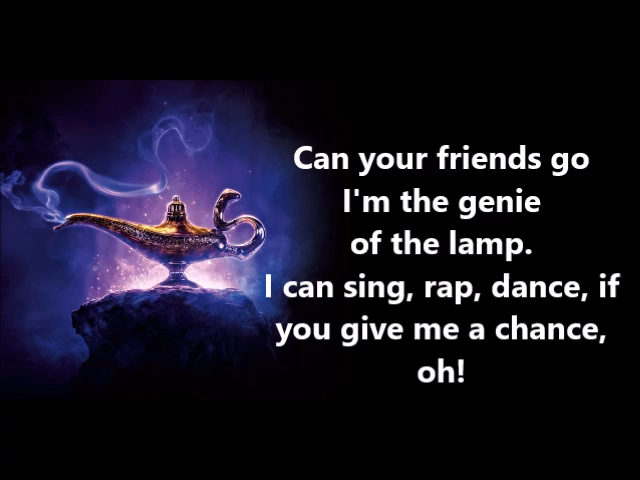 Can your friends go
I'm the genie
of the lamp.
I can sing, rap, dance, if
you give me a chance,
oh!